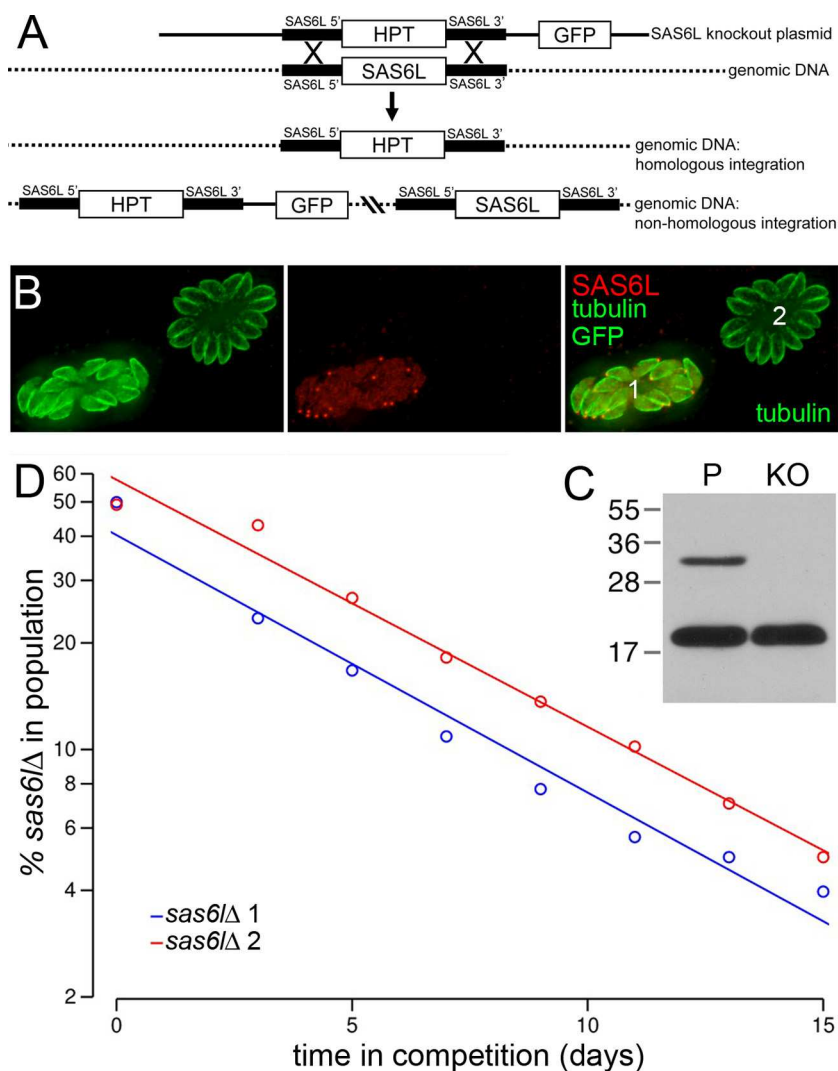 A
SAS6L 5' HPT SAS6L 3' GFP SAS6L knockout plasmid
X X
SAS6L 5' SAS6L SAS6L 3' genomic DNA
SAS6L 5' HPT SAS6L 3' genomic DNA:
homologous integration
SAS6L 5' HPT SAS6L 3' GFP SAS6L 5' SAS6L SAS6L 3' genomic DNA:
non-homologous integration
B
SAS6L
tubulin
GFP
1
2
tubulin
D
60
50
40
30
20
10
8
6
4
2
% sas6lΔ in population
sas6lΔ 1
sas6lΔ 2
0 5 10 15
time in competition (days)
C
P KO
55
36
28
17